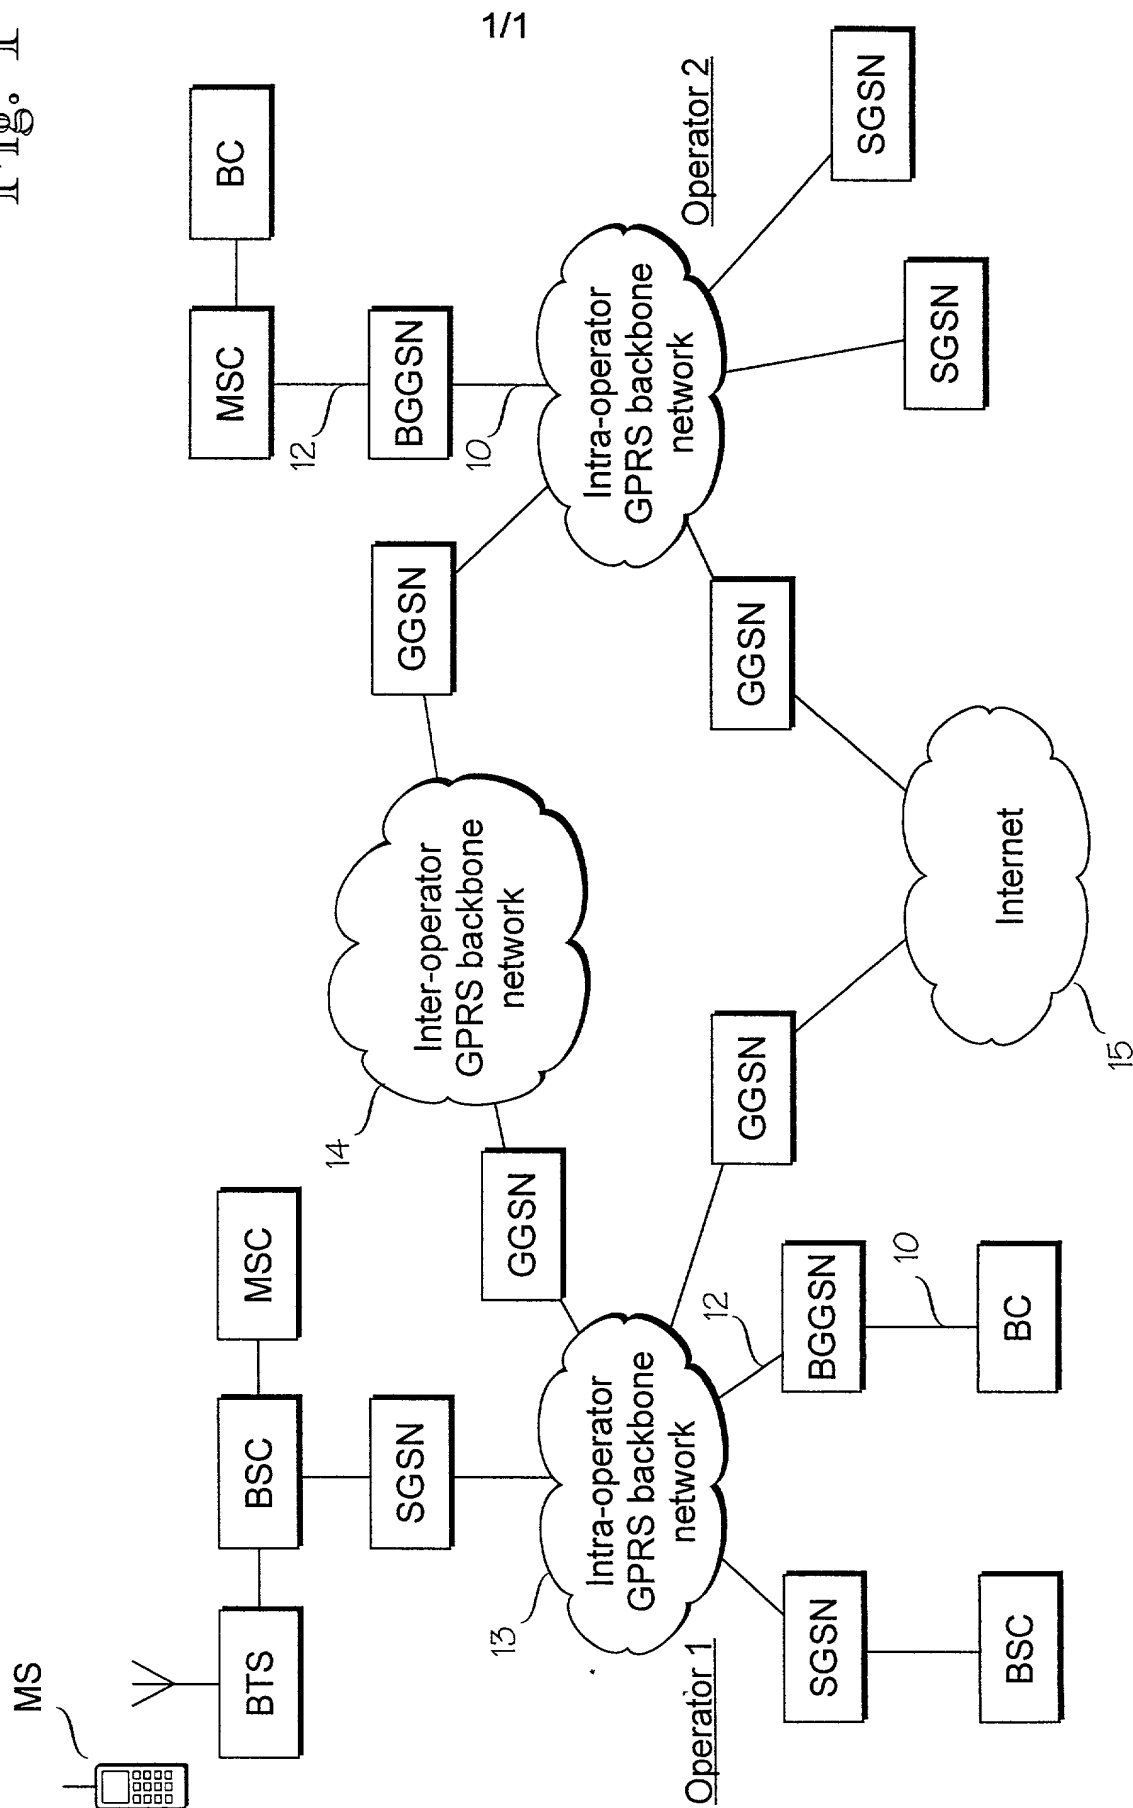 1/1
Fig. 1
MS
BTS
BSC
MSC
SGSN
14
Inter-operator
GPRS backbone
network
GGSN
MSC
BC
12
BGGSN
10
GGSN
13
Intra-operator
GPRS backbone
network
Operator 1
Intra-operator
GPRS backbone
network
Operator 2
SGSN
BSC
12
BGGSN
10
BC
GGSN
GGSN
Internet
15
SGSN
SGSN